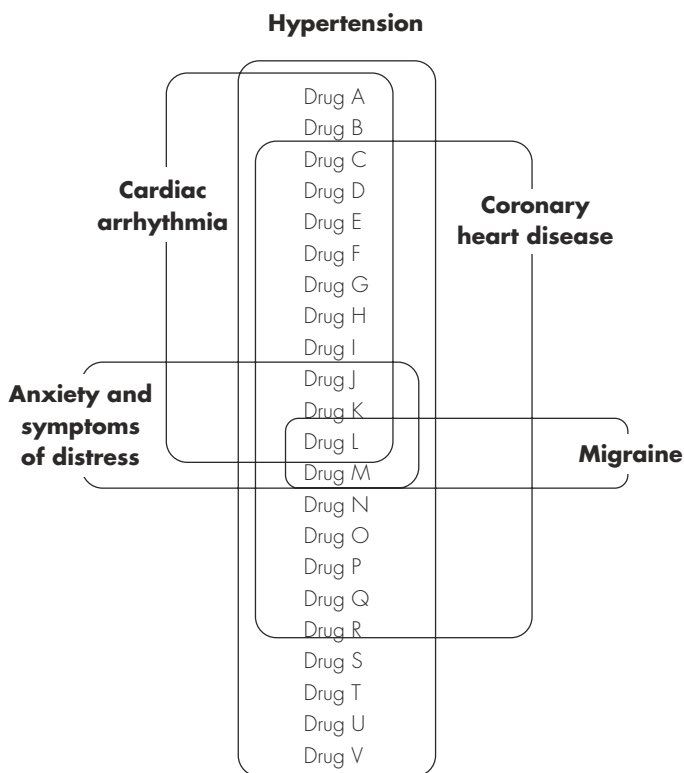 Hypertension
Drug A
Drug B
Drug C
Cardiac
arrhythmia
Drug D
Drug E
Coronary
heart disease
Drug F
Drug G
Drug H
Drug I
Drug J
Anxiety and
symptoms
of distress
Drug K
Drug L
Migraine
Drug M
Drug N
Drug O
Drug P
Drug Q
Drug R
Drug S
Drug T
Drug U
Drug V